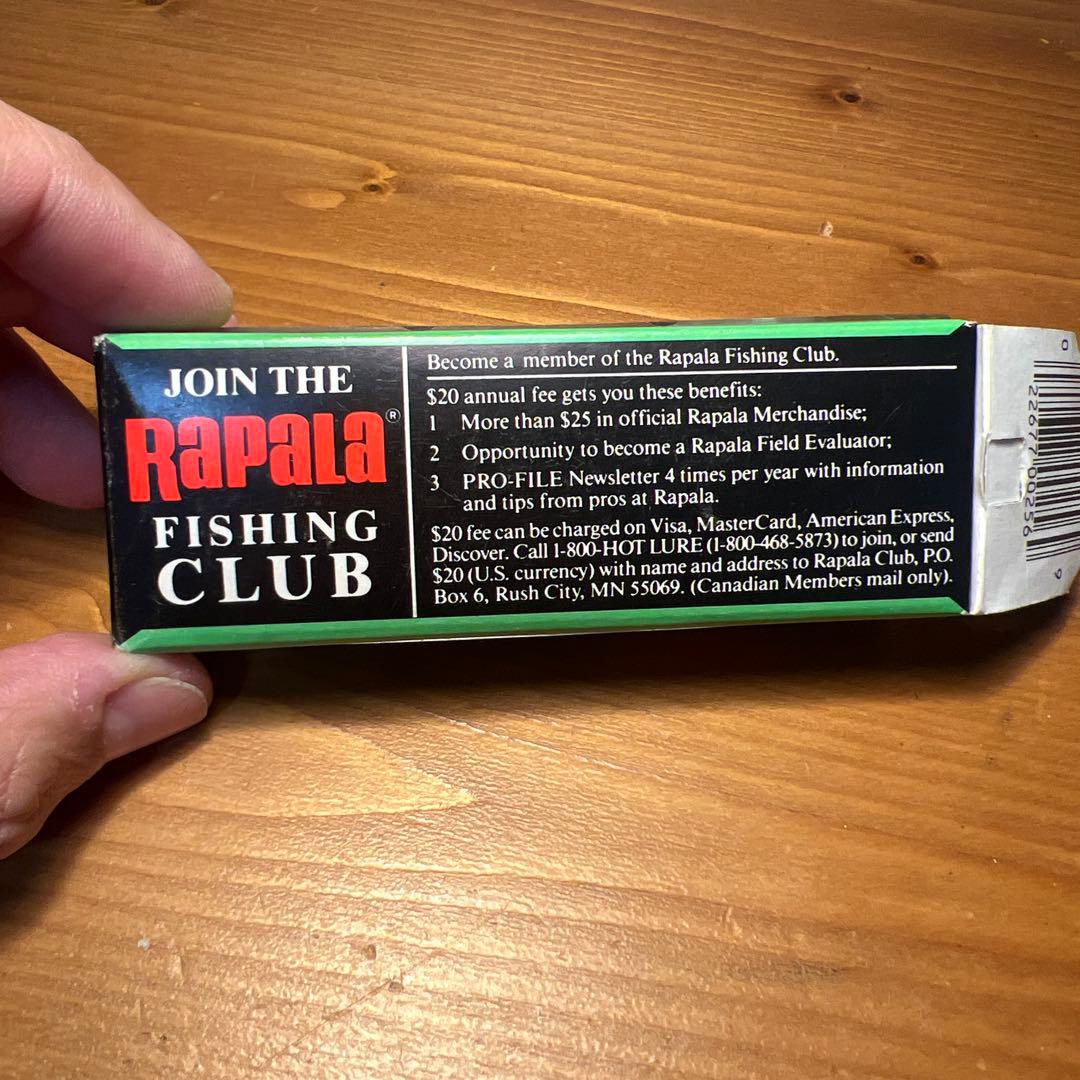 JOIN THE
RAPALA®
FISHING
CLUB
Become a member of the Rapala Fishing Club.
$20 annual fee gets you these benefits:
1 More than $25 in official Rapala Merchandise;
2 Opportunity to become a Rapala Field Evaluator;
3 PRO-FILE Newsletter 4 times per year with information
and tips from pros at Rapala.
$20 fee can be charged on Visa, MasterCard, American Express,
Discover. Call 1-800-HOT LURE (1-800-468-5873) to join, or send
$20 (U.S. currency) with name and address to Rapala Club, P.O.
Box 6, Rush City, MN 55069. (Canadian Members mail only).
0 22677 00256 9